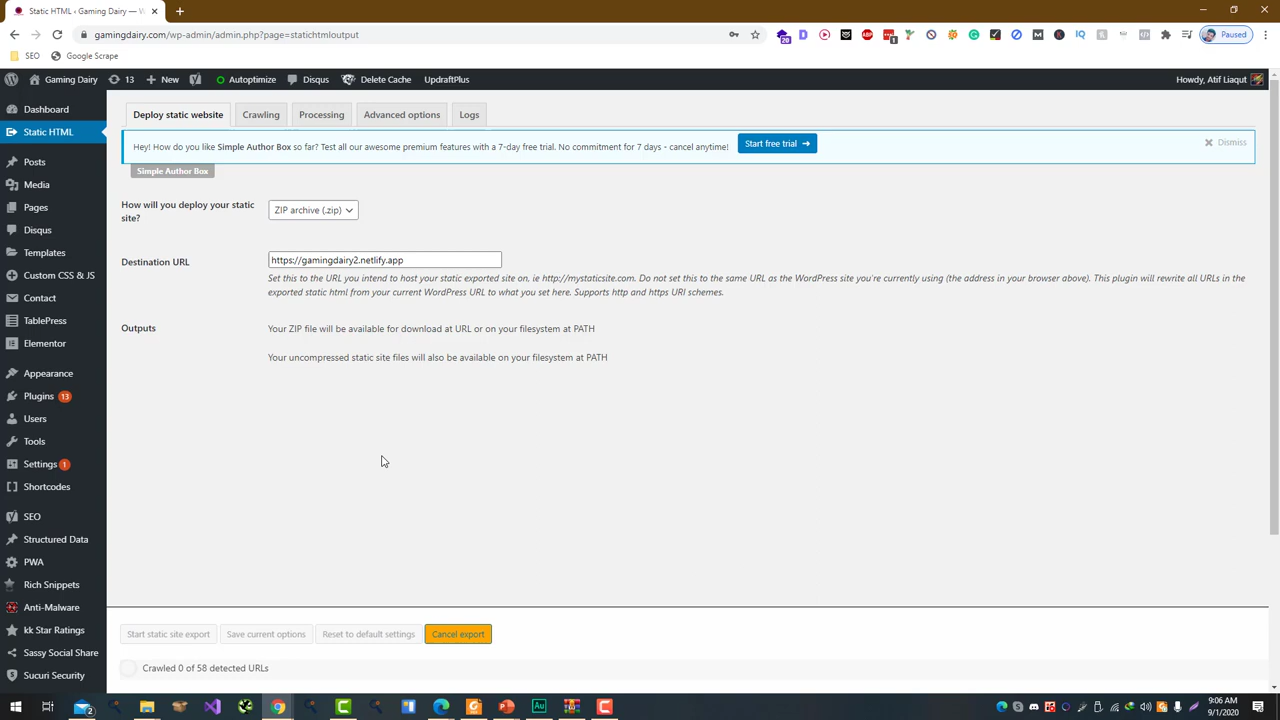 Static HTML ‹ Gaming Dairy — W
gamingdairy.com/wp-admin/admin.php?page=statichtmloutput
Paused
SEO
Google Scrape
Gaming Dairy
13
New
Autoptimize
Disqus
Delete Cache
UpdraftPlus
Howdy, Atif Liaqut
Dashboard
Static HTML
Posts
Media
Pages
Disqus
Templates
Custom CSS & JS
Contact
TablePress
Elementor
Appearance
Plugins 13
Users
Tools
Settings 1
Shortcodes
SEO
Structured Data
PWA
Rich Snippets
Anti-Malware
kk Star Ratings
Sassy Social Share
Sucuri Security
Deploy static website
Crawling
Processing
Advanced options
Logs
Hey! How do you like Simple Author Box so far? Test all our awesome premium features with a 7-day free trial. No commitment for 7 days - cancel anytime!
Start free trial →
Dismiss
Simple Author Box
How will you deploy your static
site?
ZIP archive (.zip)
Destination URL
https://gamingdairy2.netlify.app
Set this to the URL you intend to host your static exported site on, ie http://mystaticsite.com. Do not set this to the same URL as the WordPress site you're currently using (the address in your browser above). This plugin will rewrite all URLs in the
exported static html from your current WordPress URL to what you set here. Supports http and https URI schemes.
Outputs
Your ZIP file will be available for download at URL or on your filesystem at PATH
Your uncompressed static site files will also be available on your filesystem at PATH
Start static site export
Save current options
Reset to default settings
Cancel export
Crawled 0 of 58 detected URLs
9:06 AM
9/1/2020